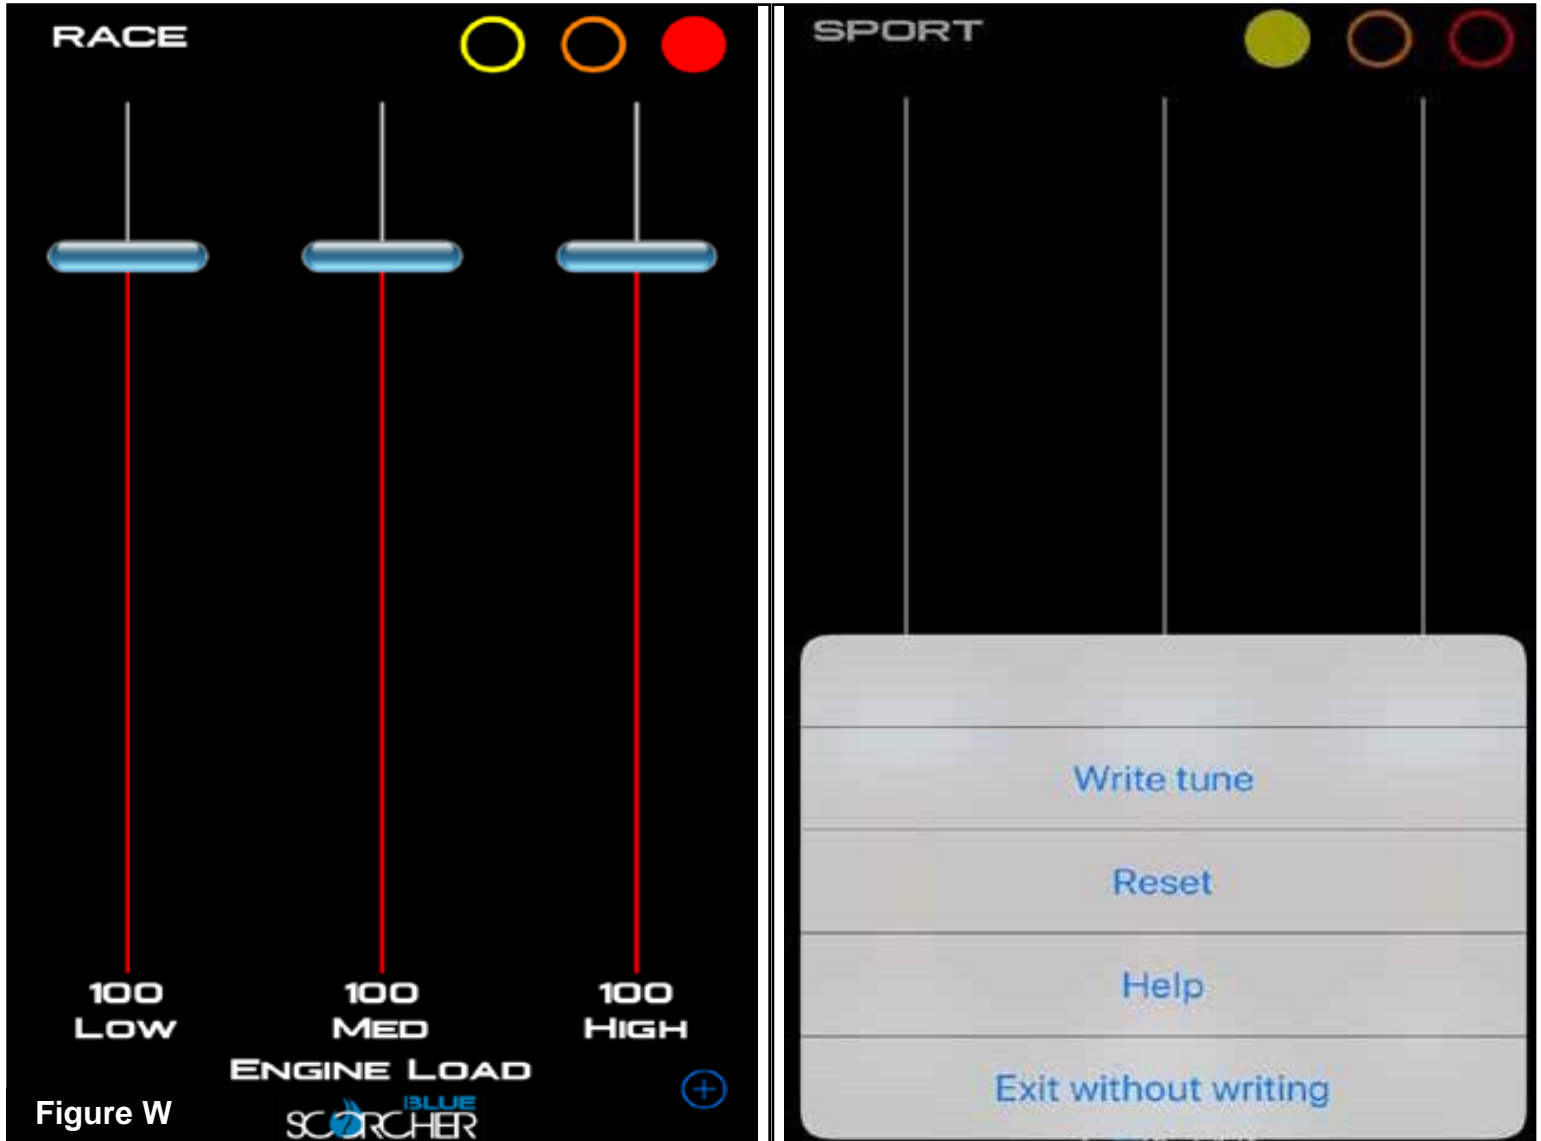 RACE
100 100 100
LOW MED HIGH
ENGINE LOAD
Figure W
BLUE
SCORCHER
SPORT
Write tune
Reset
Help
Exit without writing